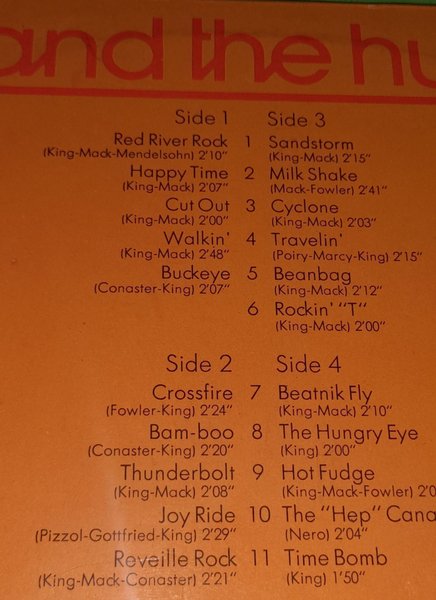 and the hu
Side 1 Side 3
Red River Rock 1 Sandstorm
(King-Mack-Mendelsohn) 2'10" (King-Mack) 2'15"
Happy Time 2 Milk Shake
(King-Mack) 2'07" (Mack-Fowler) 2'41"
Cut Out 3 Cyclone
(King-Mack) 2'00" (King-Mack) 2'03"
Walkin' 4 Travelin'
(King-Mack) 2'48" (Poiry-Marcy-King) 2'15"
Buckeye 5 Beanbag
(Conaster-King) 2'07" (King-Mack) 2'12"
6 Rockin' "T"
(King-Mack) 2'00"
Side 2 Side 4
Crossfire 7 Beatnik Fly
(Fowler-King) 2'24" (King-Mack) 2'10"
Bam-boo 8 The Hungry Eye
(Conaster-King) 2'20" (King) 2'00"
Thunderbolt 9 Hot Fudge
(King-Mack) 2'08" (King-Mack-Fowler) 2'0
Joy Ride 10 The "Hep" Cana
(Pizzol-Gottfried-King) 2'29" (Nero) 2'04"
Reveille Rock 11 Time Bomb
(King-Mack-Conaster) 2'21" (King) 1'50"